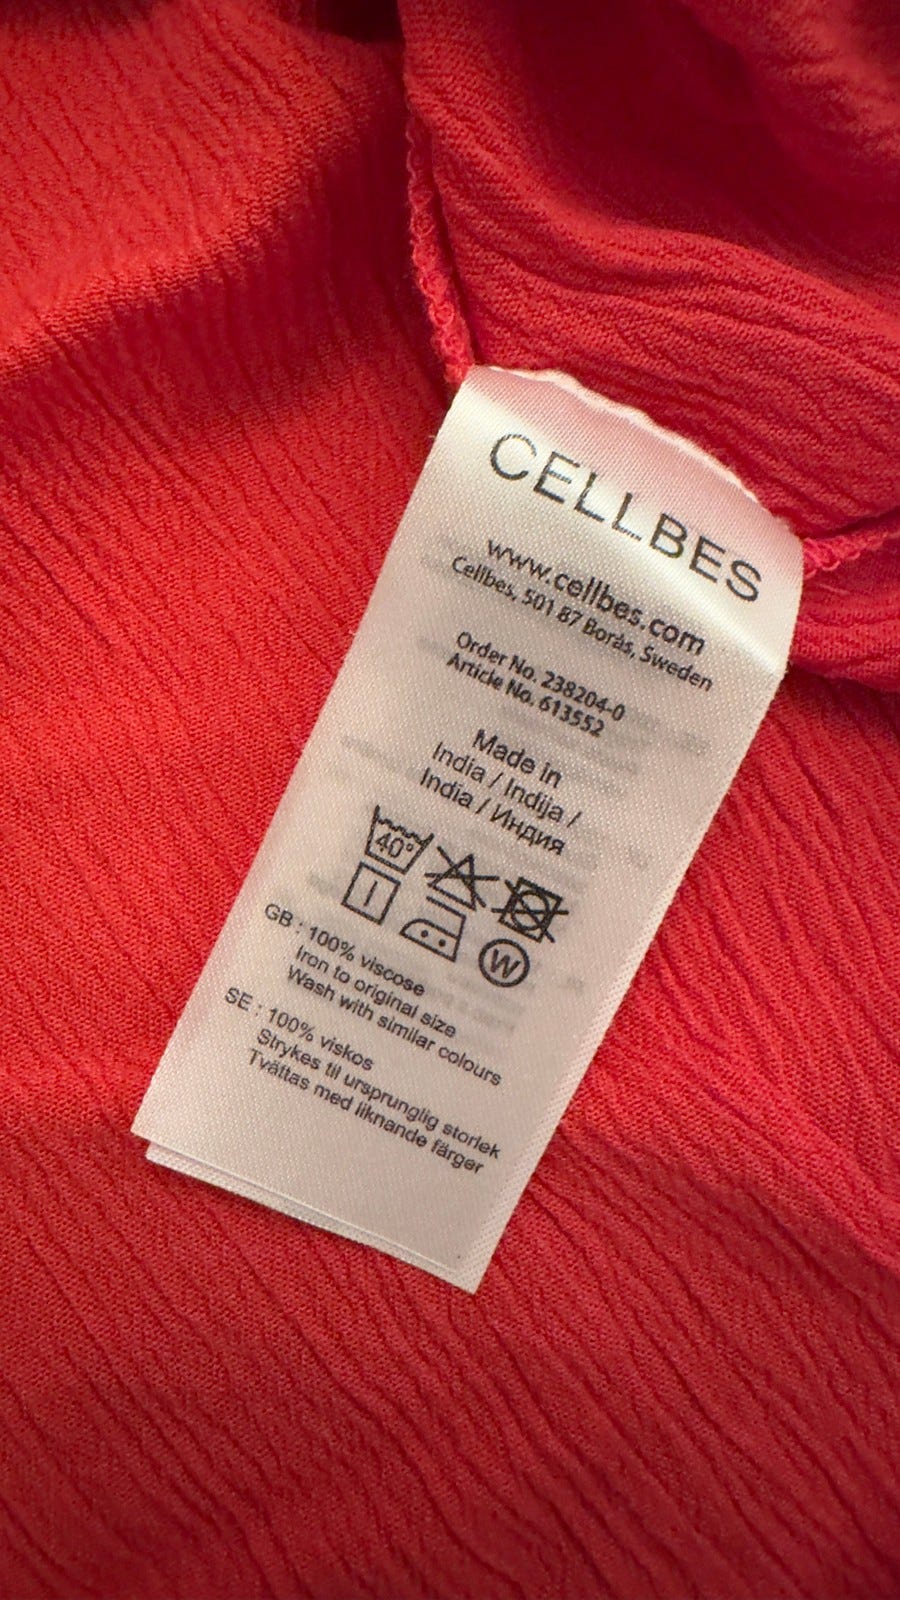 CELLBES
www.cellbes.com
Cellbes, 501 87 Borås, Sweden
Order No. 238204-0
Article No. 613552
Made in
India / Indija /
India / Индия
40°
W
GB : 100% viscose
Iron to original size
Wash with similar colours
SE : 100% viskos
Strykes til ursprunglig storlek
Tvättas med liknande färger